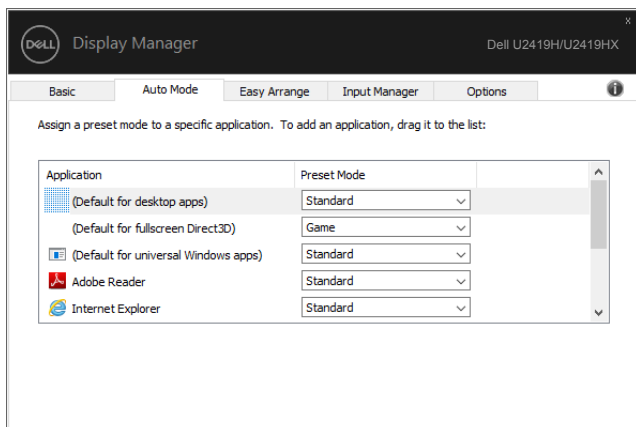 DELL Display Manager Dell U2419H/U2419HX x
Basic Auto Mode Easy Arrange Input Manager Options i
Assign a preset mode to a specific application. To add an application, drag it to the list:
Application Preset Mode
(Default for desktop apps) Standard
(Default for fullscreen Direct3D) Game
(Default for universal Windows apps) Standard
Adobe Reader Standard
Internet Explorer Standard